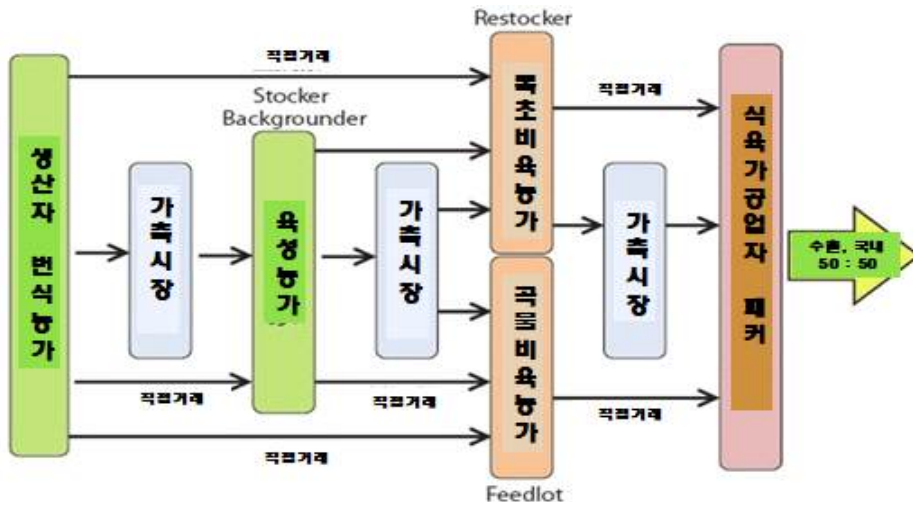 Restocker
직접거래
Stocker
Backgrounder
직접거래
생산자 번식농가
가축시장
육성농가
가축시장
목초비육농가
곡물비육농가
가축시장
식육가공업자 패커
수출, 국내
50 : 50
직접거래
직접거래
직접거래
직접거래
Feedlot